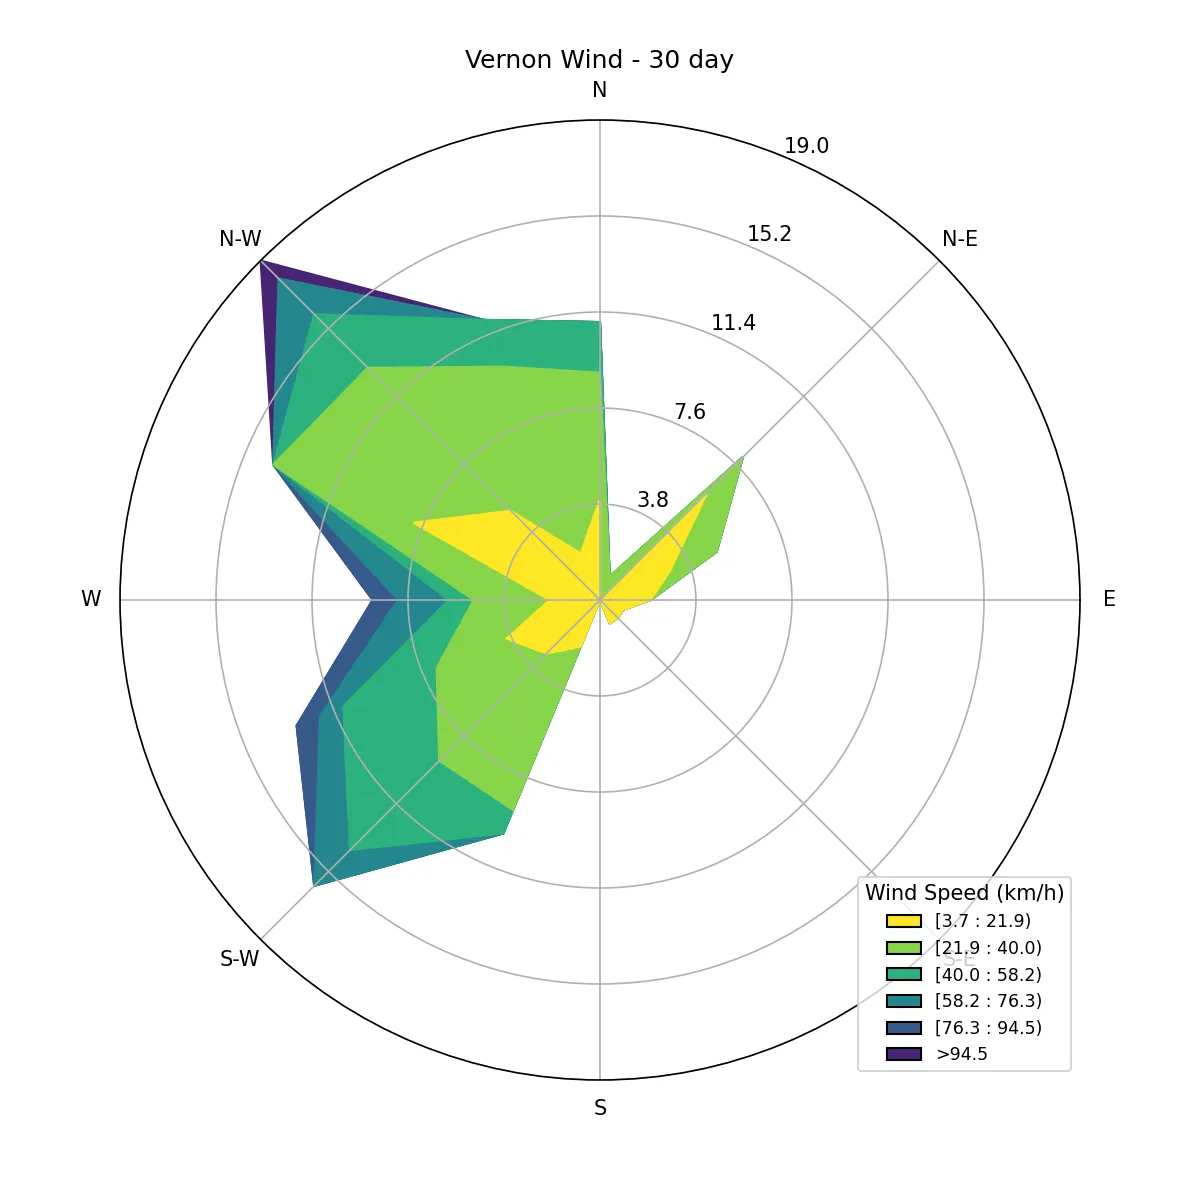 Vernon Wind - 30 day
N
19.0
15.2
N-W
N-E
11.4
7.6
3.8
W
E
S-W
S-E
Wind Speed (km/h)
[3.7 : 21.9)
[21.9 : 40.0)
[40.0 : 58.2)
[58.2 : 76.3)
[76.3 : 94.5)
>94.5
S